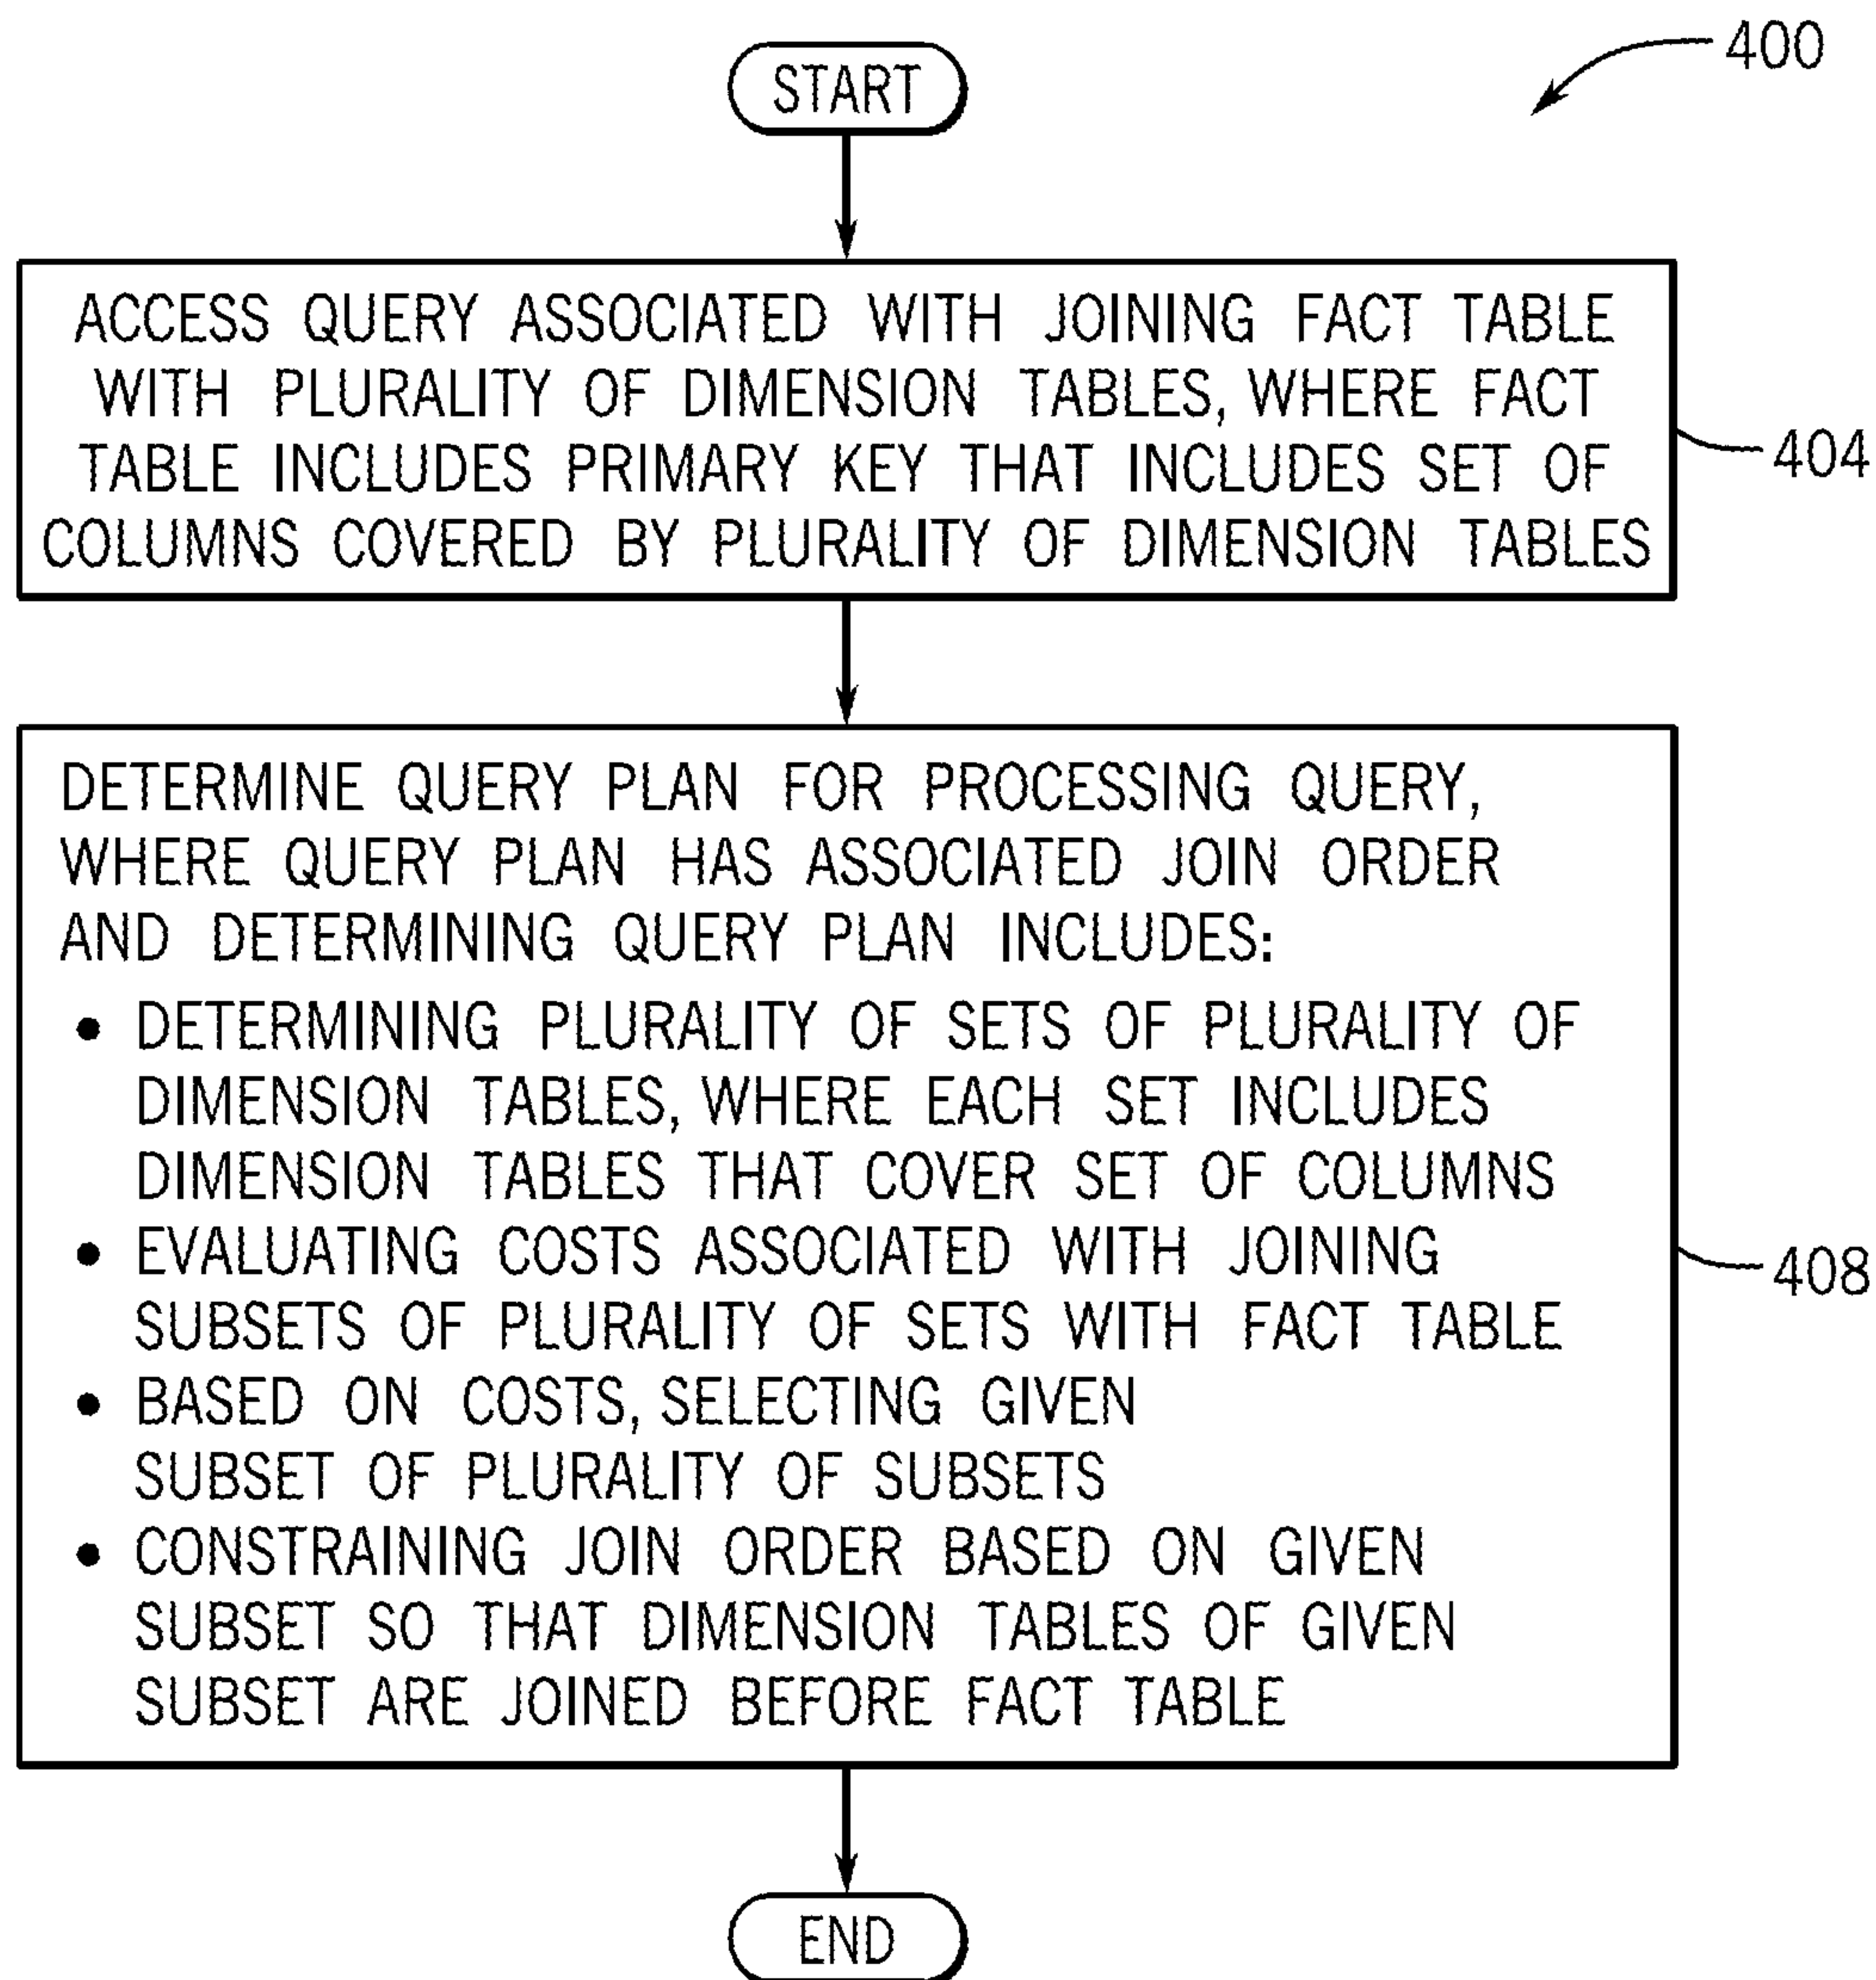 400
START
ACCESS QUERY ASSOCIATED WITH JOINING FACT TABLE
WITH PLURALITY OF DIMENSION TABLES, WHERE FACT
TABLE INCLUDES PRIMARY KEY THAT INCLUDES SET OF
COLUMNS COVERED BY PLURALITY OF DIMENSION TABLES
404
DETERMINE QUERY PLAN FOR PROCESSING QUERY,
WHERE QUERY PLAN HAS ASSOCIATED JOIN ORDER
AND DETERMINING QUERY PLAN INCLUDES:
• DETERMINING PLURALITY OF SETS OF PLURALITY OF
DIMENSION TABLES, WHERE EACH SET INCLUDES
DIMENSION TABLES THAT COVER SET OF COLUMNS
• EVALUATING COSTS ASSOCIATED WITH JOINING
SUBSETS OF PLURALITY OF SETS WITH FACT TABLE
• BASED ON COSTS, SELECTING GIVEN
SUBSET OF PLURALITY OF SUBSETS
• CONSTRAINING JOIN ORDER BASED ON GIVEN
SUBSET SO THAT DIMENSION TABLES OF GIVEN
SUBSET ARE JOINED BEFORE FACT TABLE
408
END